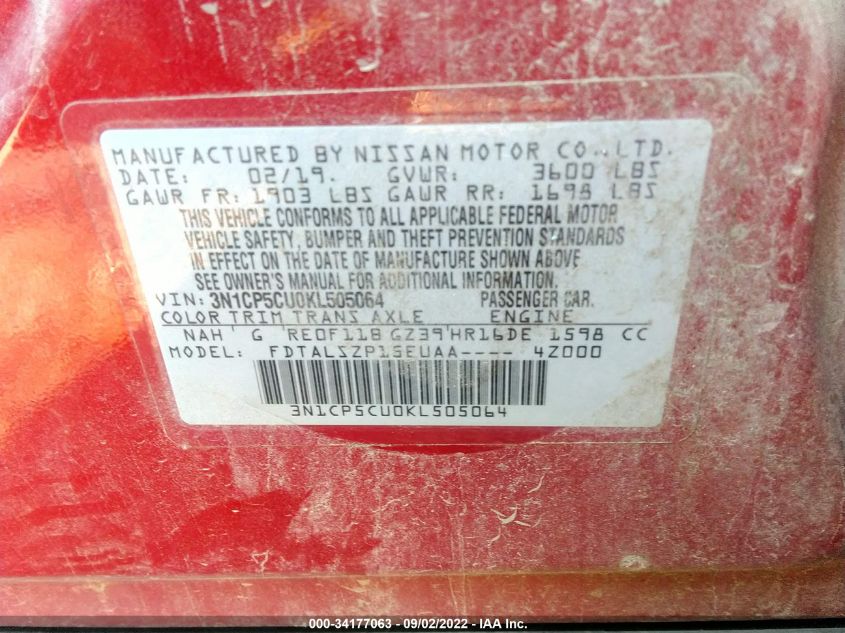 MANUFACTURED BY NISSAN MOTOR CO., LTD.
DATE: 02/19. GVWR: 3600 LBS
GAWR FR: 1903 LBS GAWR RR: 1698 LBS
THIS VEHICLE CONFORMS TO ALL APPLICABLE FEDERAL MOTOR
VEHICLE SAFETY, BUMPER AND THEFT PREVENTION STANDARDS
IN EFFECT ON THE DATE OF MANUFACTURE SHOWN ABOVE
SEE OWNER'S MANUAL FOR ADDITIONAL INFORMATION
VIN: 3N1CP5CU0KL505064 PASSENGER CAR.
COLOR TRIM TRANS AXLE ENGINE
NAH G RE0F11B GZ39 HR16DE 1598 CC
MODEL: FDTALSZP15EUAA---- 4Z000
3N1CP5CU0KL505064
000-34177063 - 09/02/2022 - IAA Inc.